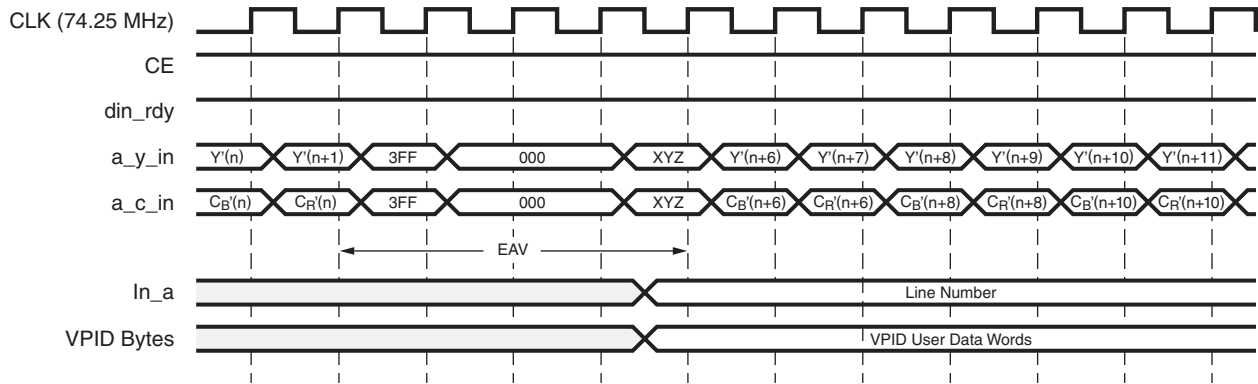 CLK (74.25 MHz)
CE
din_rdy
a_y_in Y'(n) Y'(n+1) 3FF 000 XYZ Y'(n+6) Y'(n+7) Y'(n+8) Y'(n+9) Y'(n+10) Y'(n+11)
a_c_in CB'(n) CR'(n) 3FF 000 XYZ CB'(n+6) CR'(n+6) CB'(n+8) CR'(n+8) CB'(n+10) CR'(n+10)
EAV
ln_a Line Number
VPID Bytes VPID User Data Words